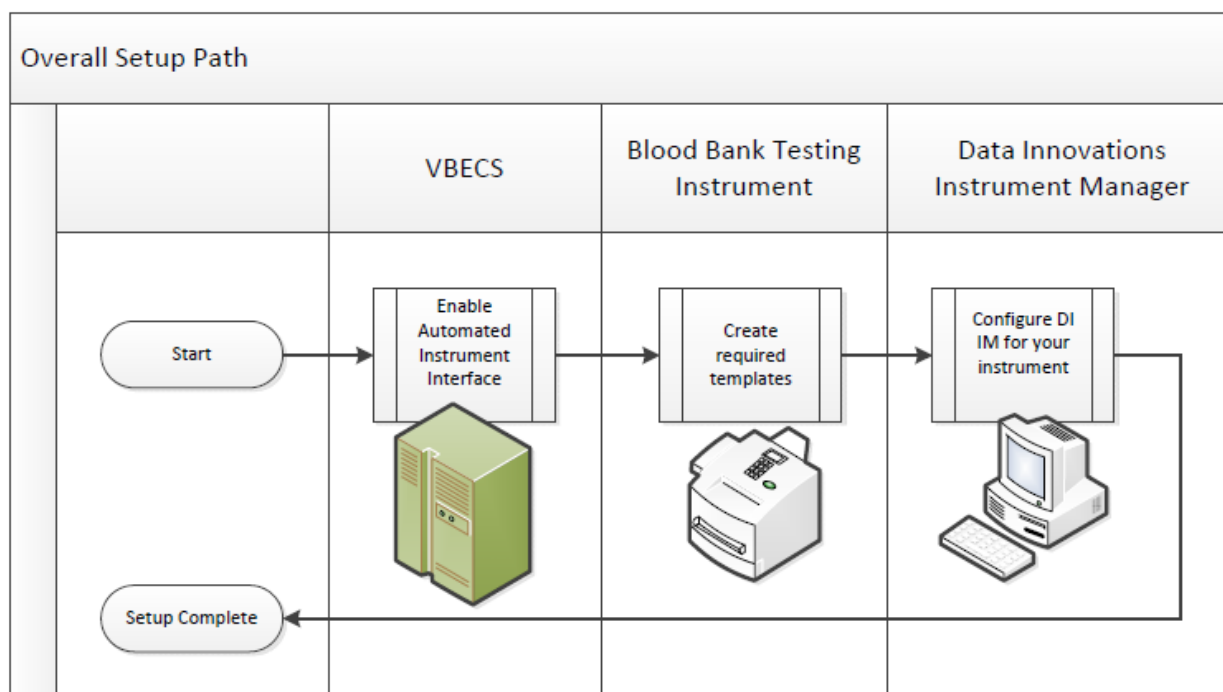 Overall Setup Path
VBECS
Blood Bank Testing
Instrument
Data Innovations
Instrument Manager
Start
Enable
Automated
Instrument
Interface
Create
required
templates
Configure DI
IM for your
instrument
Setup Complete